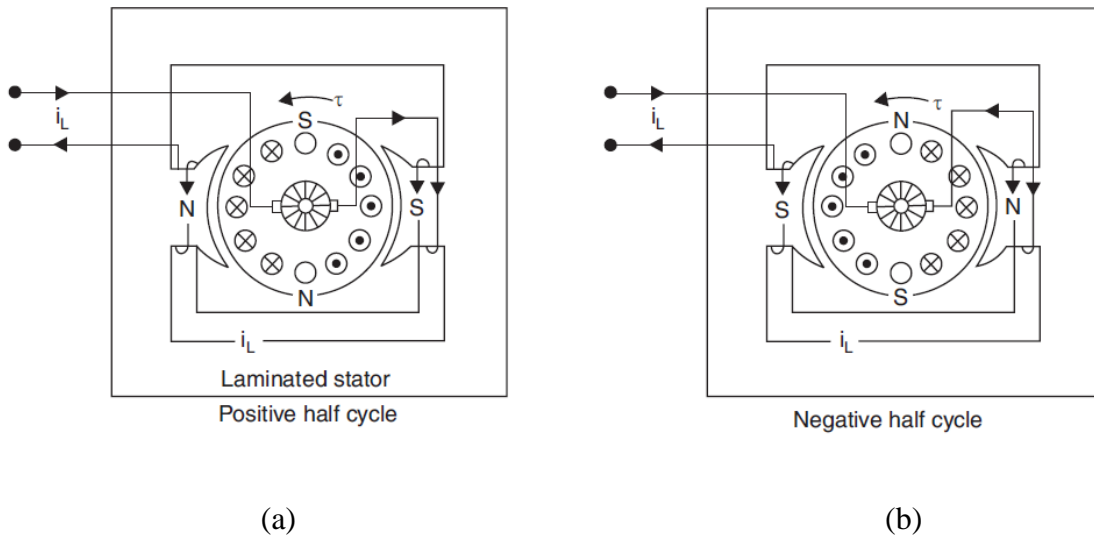 S
τ
i_L
N
S
N
i_L
Laminated stator
Positive half cycle
(a)
N
τ
i_L
S
N
S
i_L
Negative half cycle
(b)